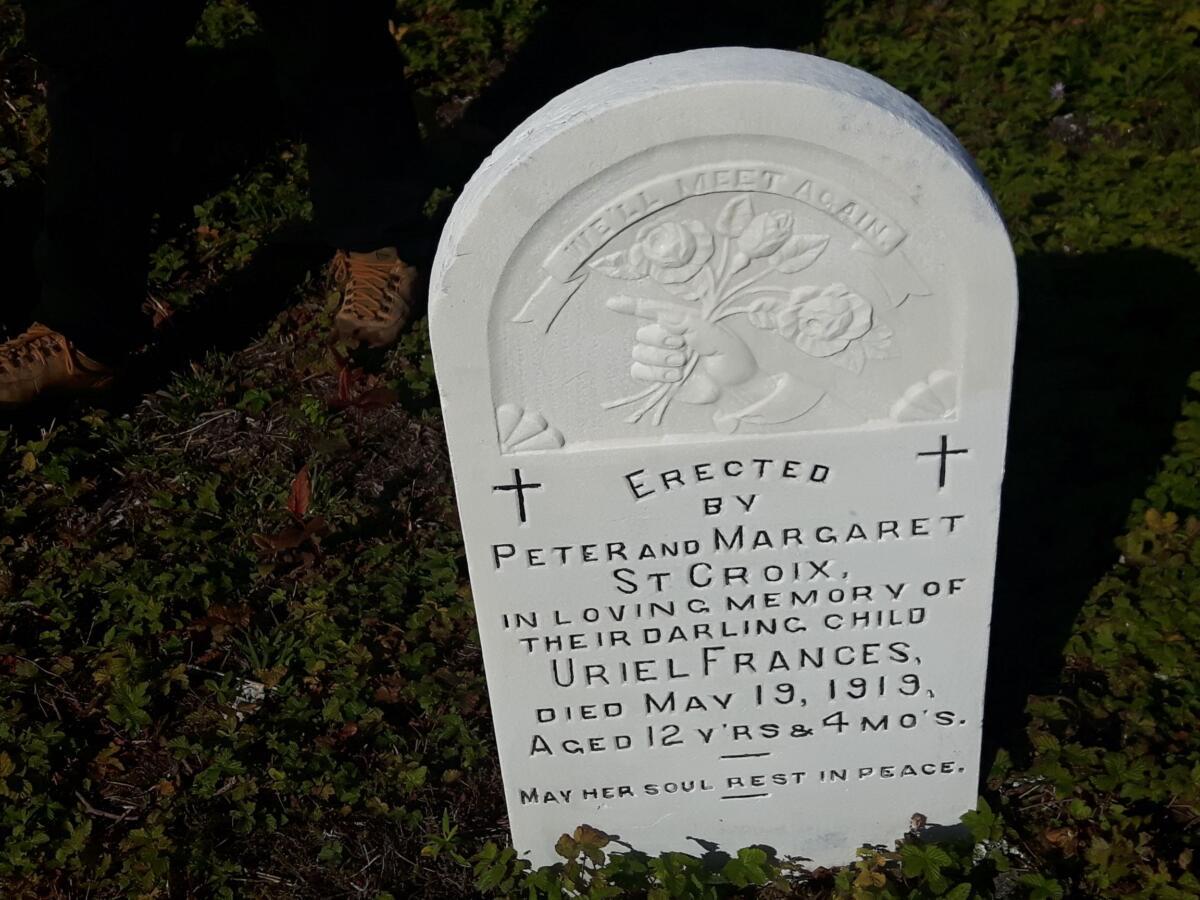 WE'LL MEET AGAIN.
ERECTED
BY
PETER AND MARGARET
ST CROIX,
IN LOVING MEMORY OF
THEIR DARLING CHILD
URIEL FRANCES,
DIED MAY 19, 1919,
AGED 12 Y'RS & 4 MO'S.
MAY HER SOUL REST IN PEACE.